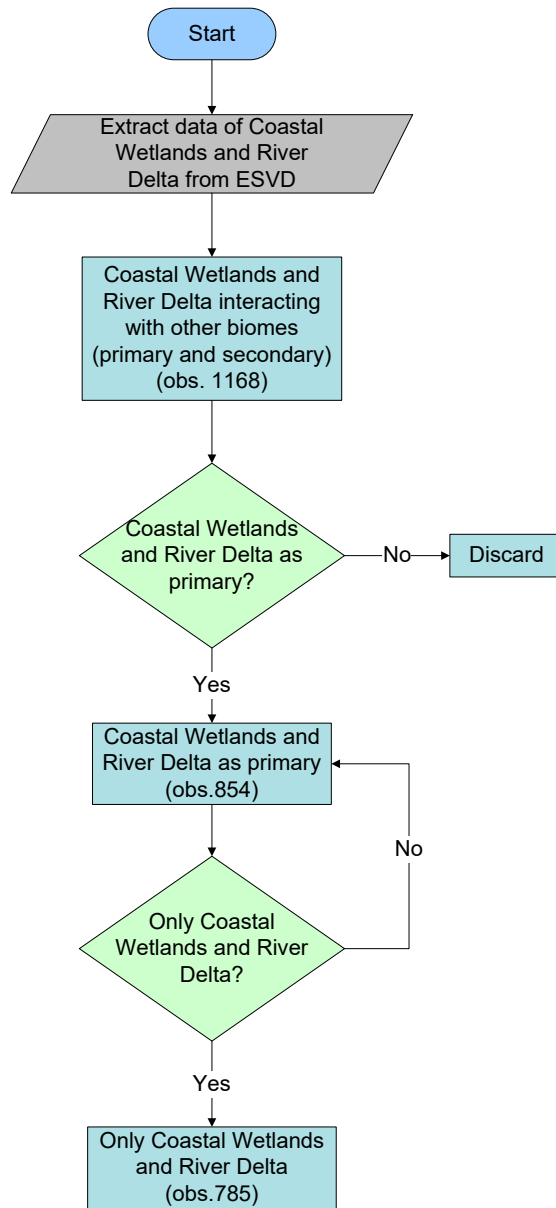 Start
Extract data of Coastal
Wetlands and River
Delta from ESVD
Coastal Wetlands and
River Delta interacting
with other biomes
(primary and secondary)
(obs. 1168)
Coastal Wetlands
and River Delta as
primary?
No
Discard
Yes
Coastal Wetlands and
River Delta as primary
(obs.854)
No
Only Coastal
Wetlands and River
Delta?
Yes
Only Coastal Wetlands
and River Delta
(obs.785)